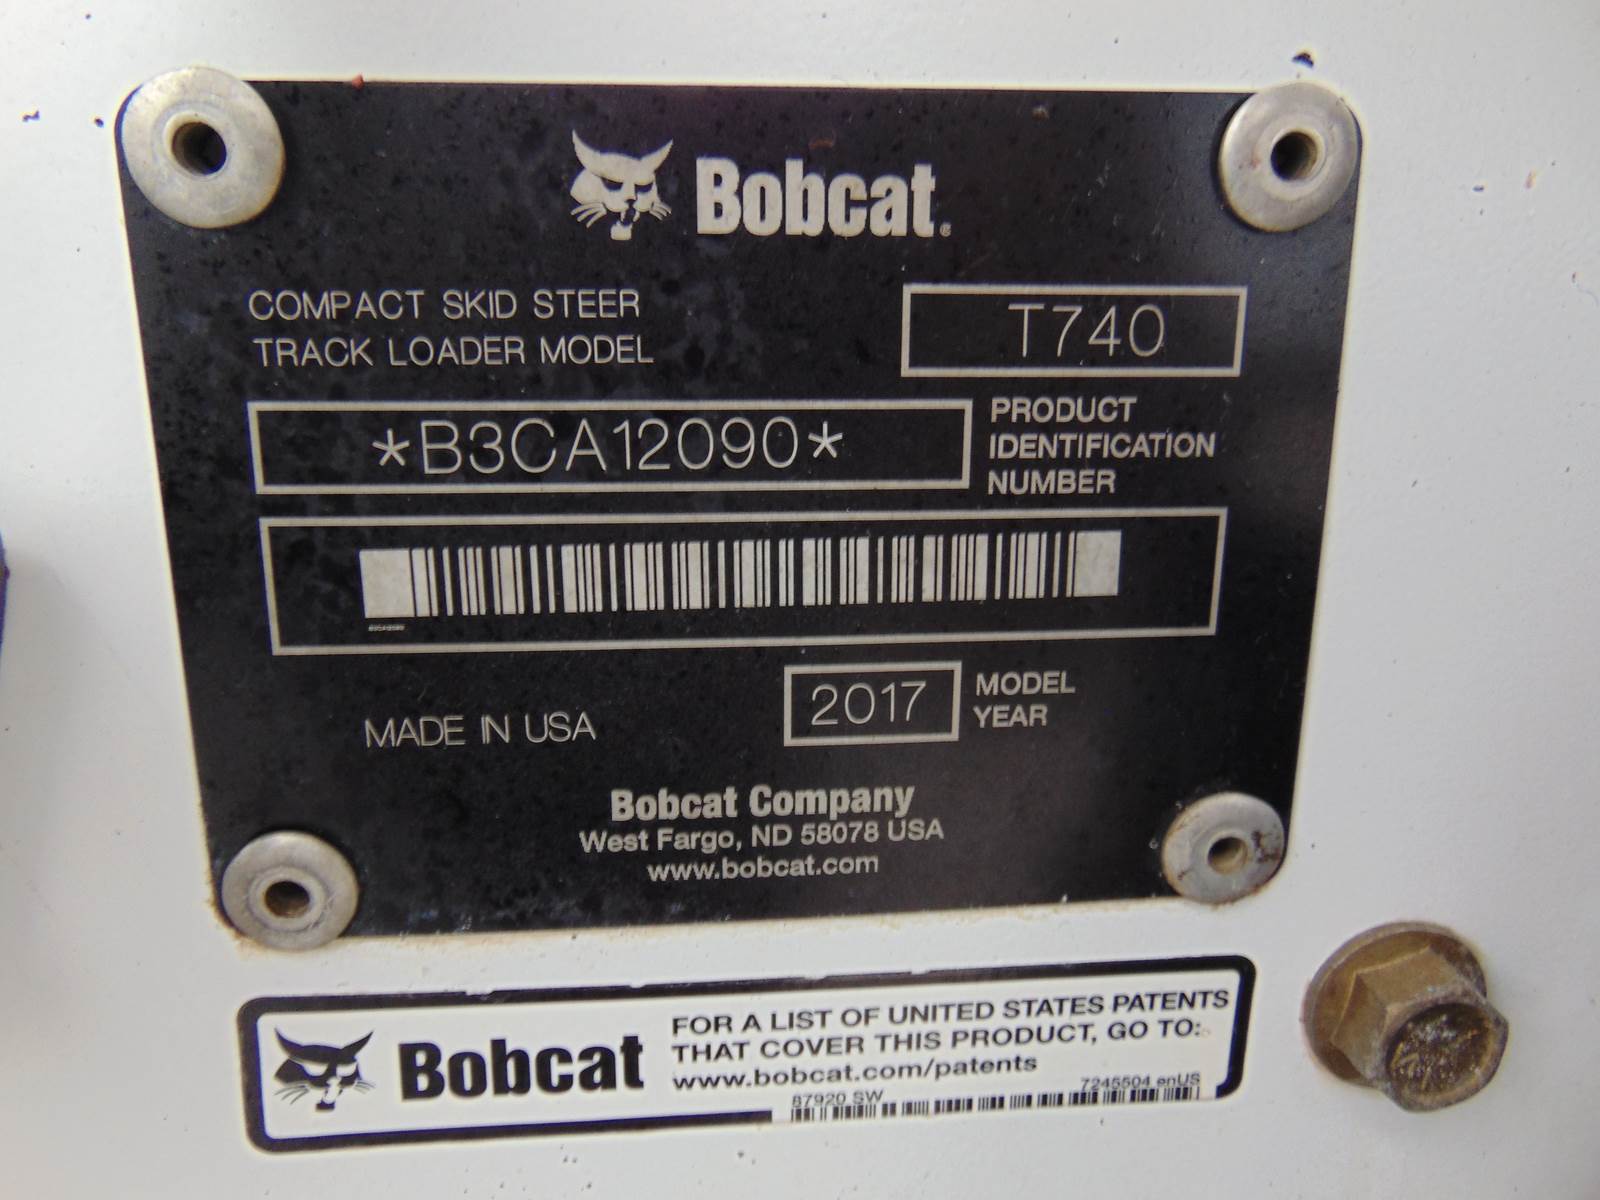 Bobcat®
COMPACT SKID STEER
TRACK LOADER MODEL
T740
*B3CA12090*
PRODUCT
IDENTIFICATION
NUMBER
MADE IN USA
2017
MODEL
YEAR
Bobcat Company
West Fargo, ND 58078 USA
www.bobcat.com
Bobcat
FOR A LIST OF UNITED STATES PATENTS
THAT COVER THIS PRODUCT, GO TO:
www.bobcat.com/patents
87920 SW
7245504 enUS